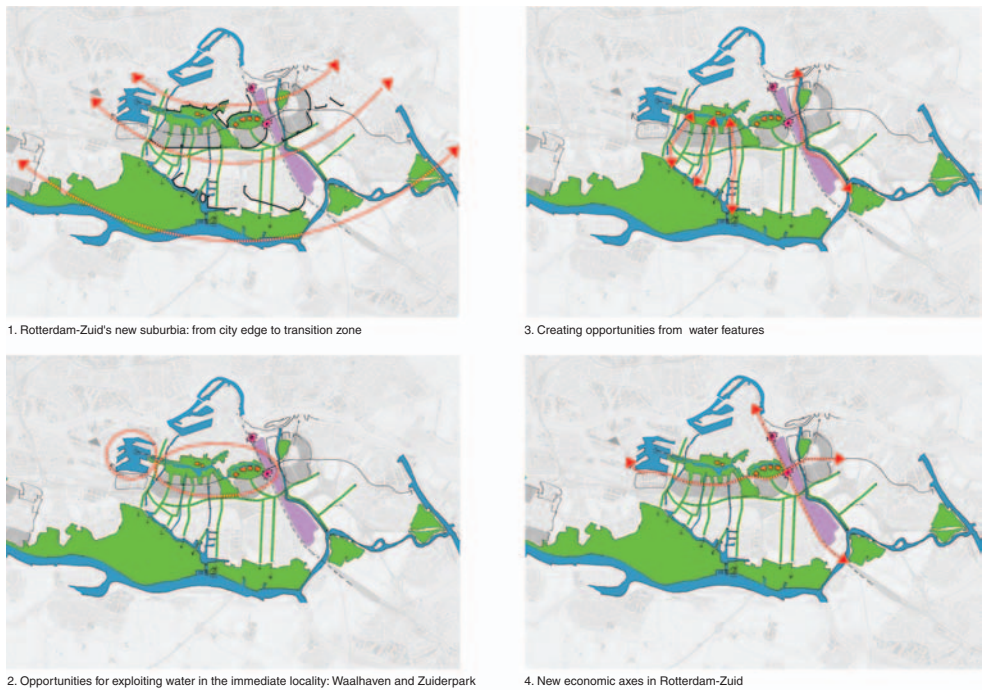 1. Rotterdam-Zuid's new suburbia: from city edge to transition zone
3. Creating opportunities from water features
2. Opportunities for exploiting water in the immediate locality: Waalhaven and Zuiderpark
4. New economic axes in Rotterdam-Zuid